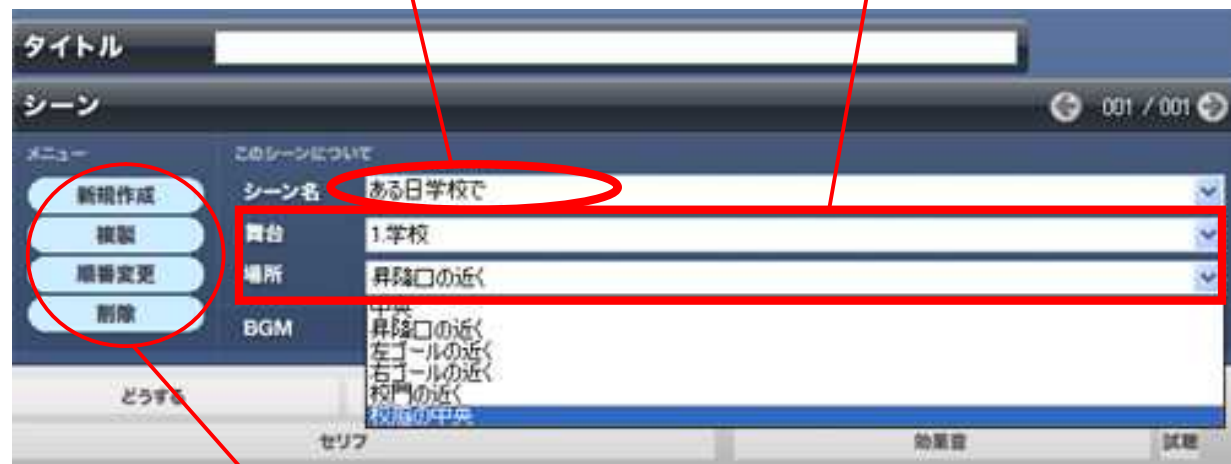 タイトル
シーン
001 / 001
メニュー
このシーンについて
新規作成
シーン名
ある日学校で
複製
舞台
1.学校
順番変更
場所
昇降口の近く
削除
BGM
中央
昇降口の近く
左ゴールの近く
右ゴールの近く
校門の近く
校庭の中央
どうする
セリフ
効果音
試聴